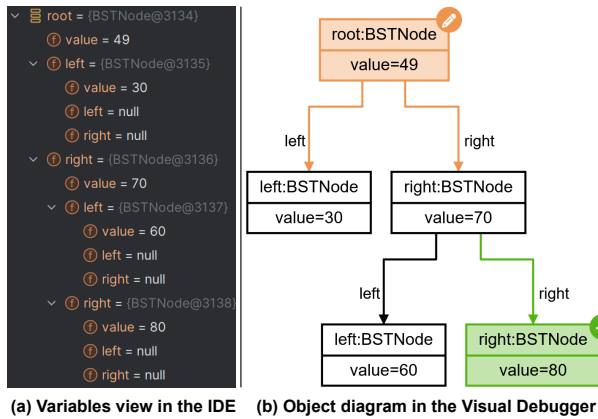 root = {BSTNode@3134}
f value = 49
f left = {BSTNode@3135}
f value = 30
f left = null
f right = null
f right = {BSTNode@3136}
f value = 70
f left = {BSTNode@3137}
f value = 60
f left = null
f right = null
f right = {BSTNode@3138}
f value = 80
f left = null
f right = null
(a) Variables view in the IDE
root:BSTNode
value=49
left
right
left:BSTNode
value=30
right:BSTNode
value=70
left
right
left:BSTNode
value=60
right:BSTNode
value=80
(b) Object diagram in the Visual Debugger